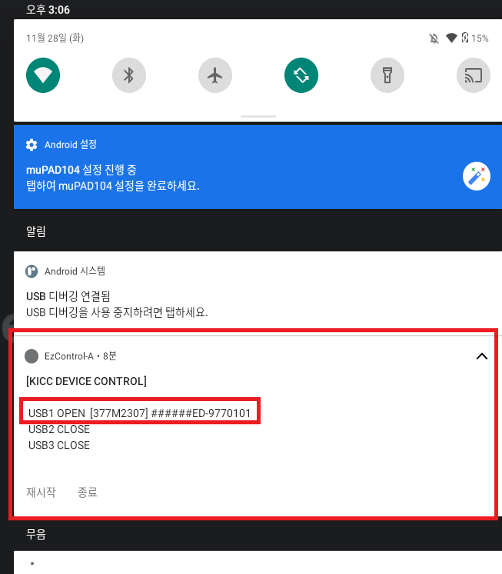 오후 3:06
11월 28일 (화)
15%
Android 설정
muPAD104 설정 진행 중
탭하여 muPAD104 설정을 완료하세요.
알림
Android 시스템
USB 디버깅 연결됨
USB 디버깅을 사용 중지하려면 탭하세요.
EzControl-A • 8분
[KICC DEVICE CONTROL]
USB1 OPEN [377M2307] ######ED-9770101
USB2 CLOSE
USB3 CLOSE
재시작 종료
무음